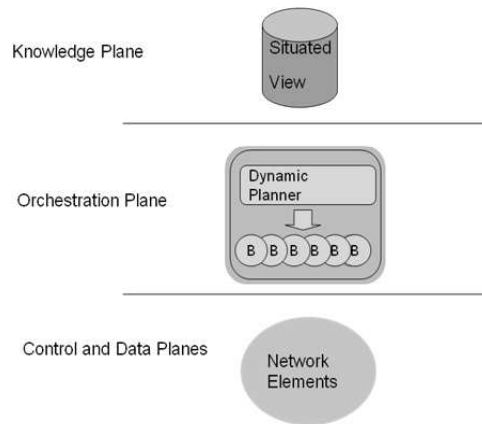 Knowledge Plane
Situated
View
Orchestration Plane
Dynamic
Planner
B B B B B B
Control and Data Planes
Network
Elements